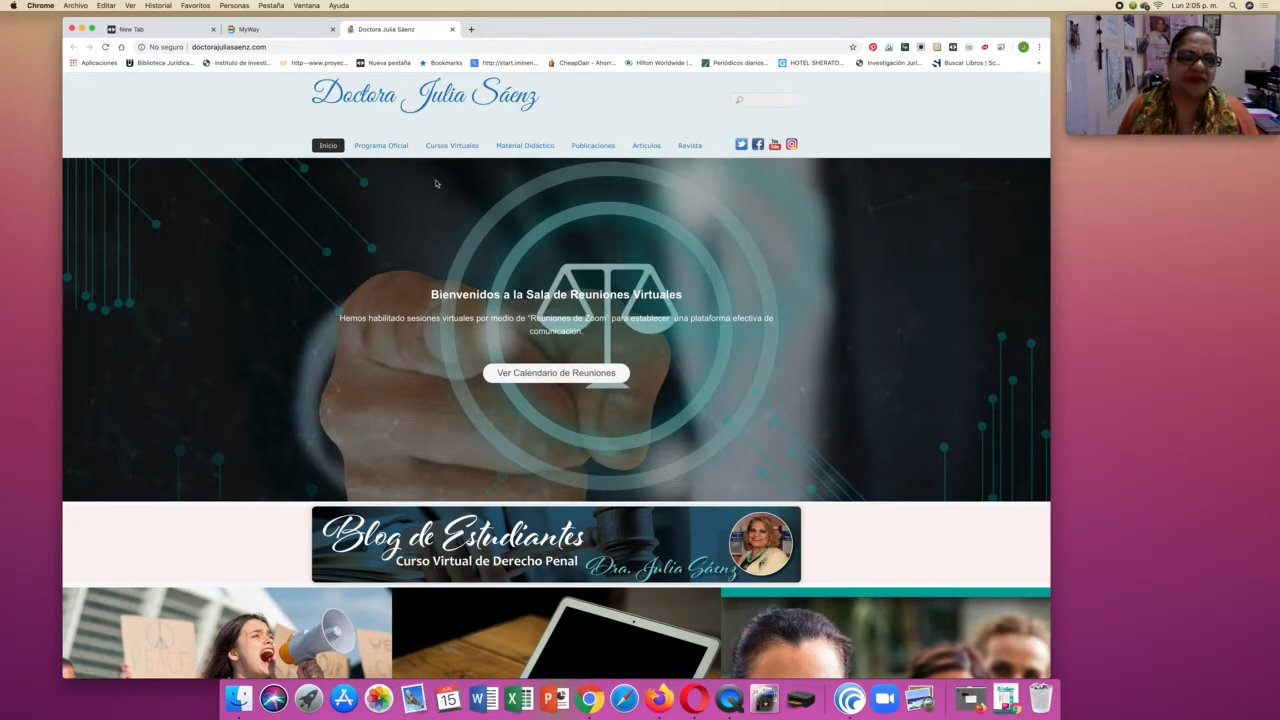 Chrome Archivo Editar Ver Historial Favoritos Personas Pestaña Ventana Ayuda Lun 2:05 p. m.
New Tab MyWay Doctora Julia Sáenz
No seguro doctorajuliasaenz.com
Aplicaciones Biblioteca Jurídica... instituto de investi... http--www.proyec... Nueva pestaña Bookmarks http://start.iminen... CheapOair - Ahorr... Hilton Worldwide |... Periódicos diarios... HOTEL SHERATO... Investigación Juri... Buscar Libros | Sc...
Doctora Julia Sáenz
Inicio Programa Oficial Cursos Virtuales Material Didáctico Publicaciones Articulos Revista
Bienvenidos a la Sala de Reuniones Virtuales
Hemos habilitado sesiones virtuales por medio de "Reuniones de Zoom" para establecer una plataforma efectiva de
comunicación.
Ver Calendario de Reuniones
Blog de Estudiantes
Curso Virtual de Derecho Penal
Dra. Julia Sáenz
PEACE
JUN.
15